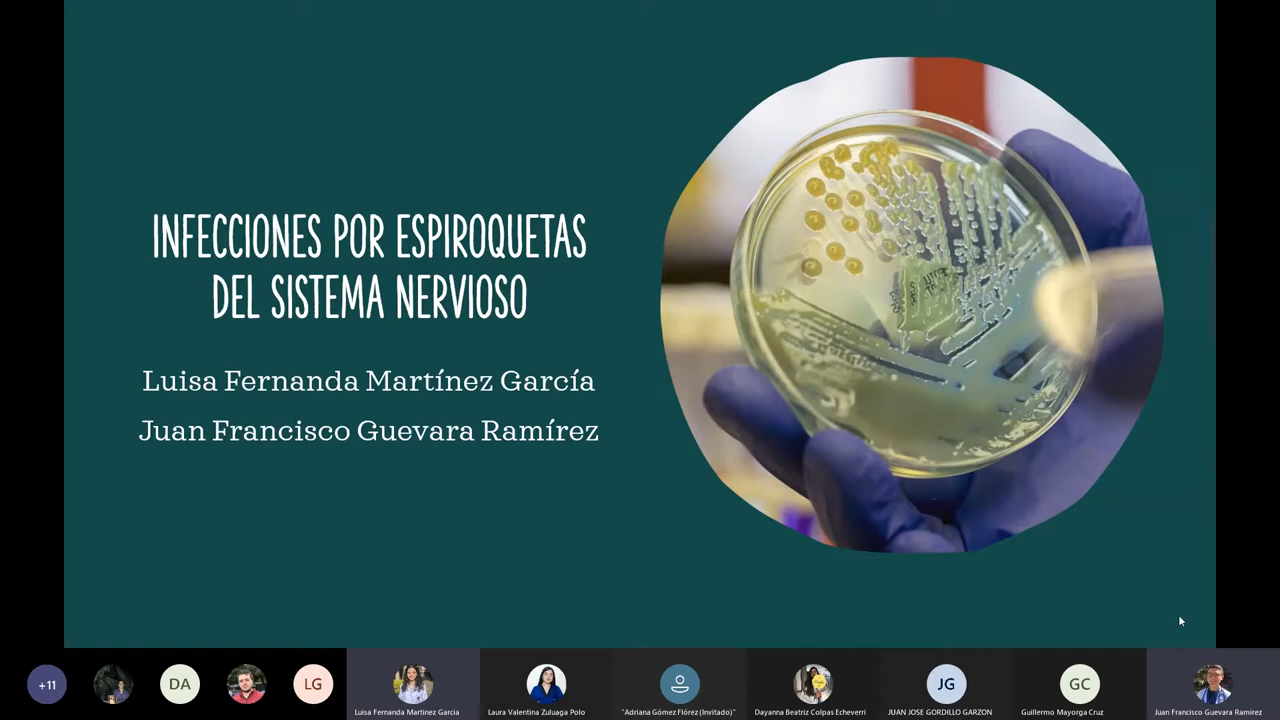 INFECCIONES POR ESPIROQUETAS
DEL SISTEMA NERVIOSO
Luisa Fernanda Martínez García
Juan Francisco Guevara Ramírez
+11
DA
LG
JG
GC
Luisa Fernanda Martinez Garcia
Laura Valentina Zuluaga Polo
"Adriana Gómez Flórez (Invitado)"
Dayanna Beatriz Colpas Echeverri
JUAN JOSE GORDILLO GARZON
Guillermo Mayorga Cruz
Juan Francisco Guevara Ramirez